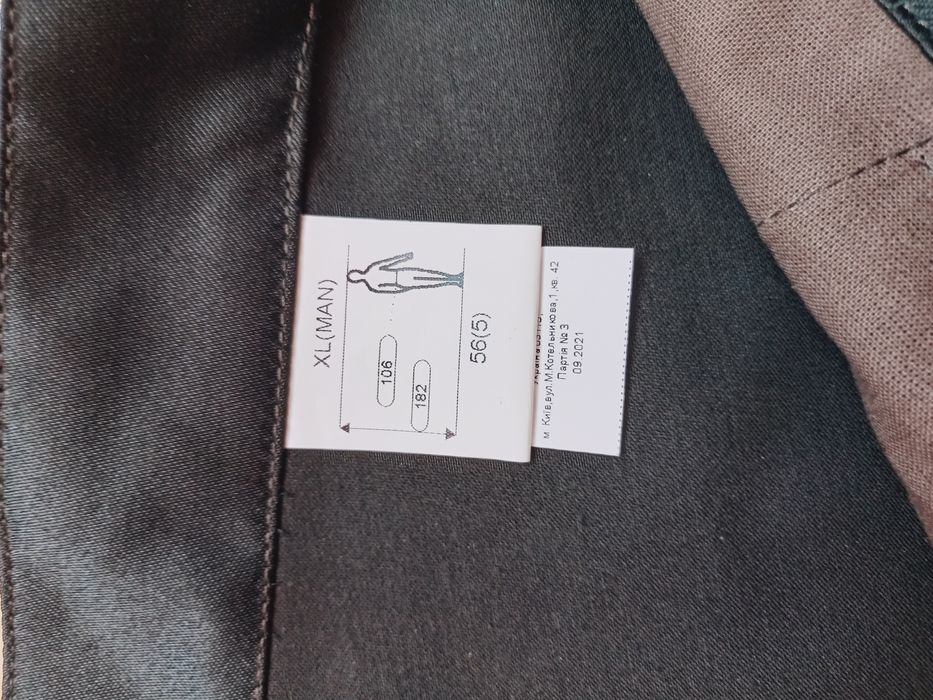 XL(MAN)
106
182
56(5)
м. Київ,вул.М.Котельникова,1,кв. 42
Партія № 3
09.2021